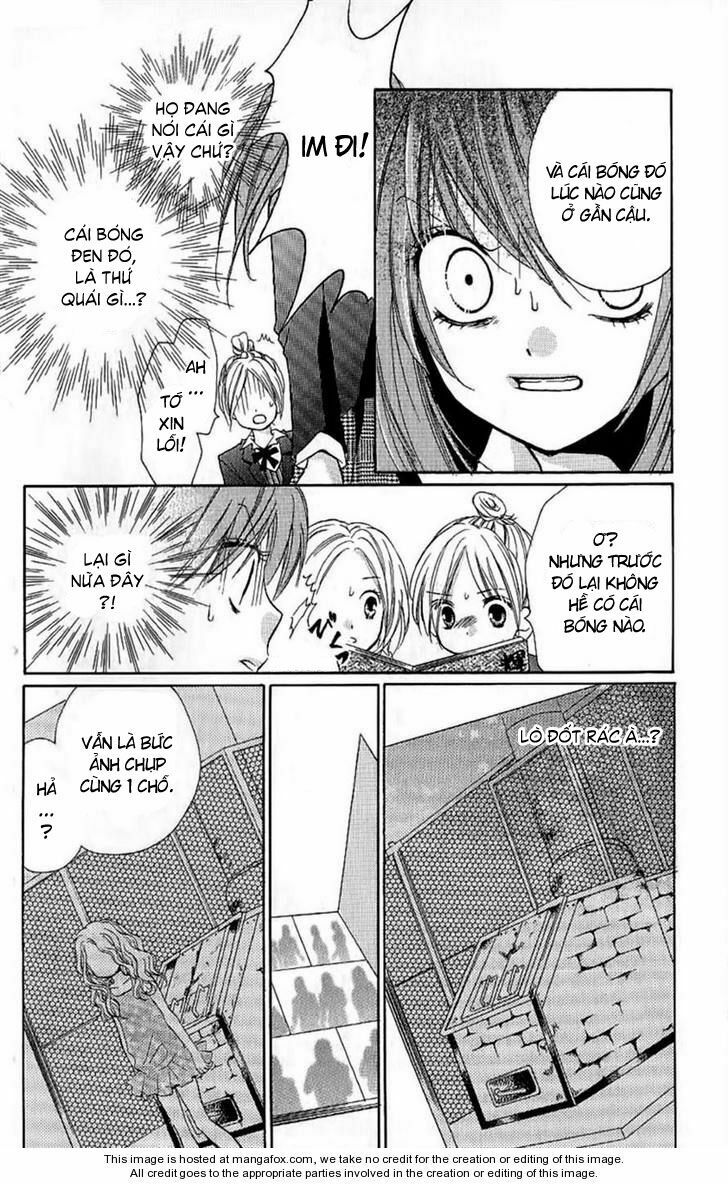 VÀ CÁI BÓNG ĐÓ
LÚC NÀO CŨNG
Ở GẦN CẬU.
IM ĐI!
HỌ ĐANG
NÓI CÁI GÌ
VẬY CHỨ?
CÁI BÓNG
ĐEN ĐÓ,
LÀ THỨ
QUÁI GÌ...?
AH
...
TỚ
XIN
LỖI!
Ơ?
NHƯNG TRƯỚC
ĐÓ LẠI KHÔNG
HỀ CÓ CÁI
BÓNG NÀO.
LẠI GÌ
NỮA ĐÂY
?!
LÒ ĐỐT RÁC À...?
VẪN LÀ BỨC
ẢNH CHỤP
CÙNG 1 CHỖ.
HẢ
...
?
This image is hosted at mangafox.com, we take no credit for the creation or editing of this image.
All credit goes to the appropriate parties involved in the creation or editing of this image.